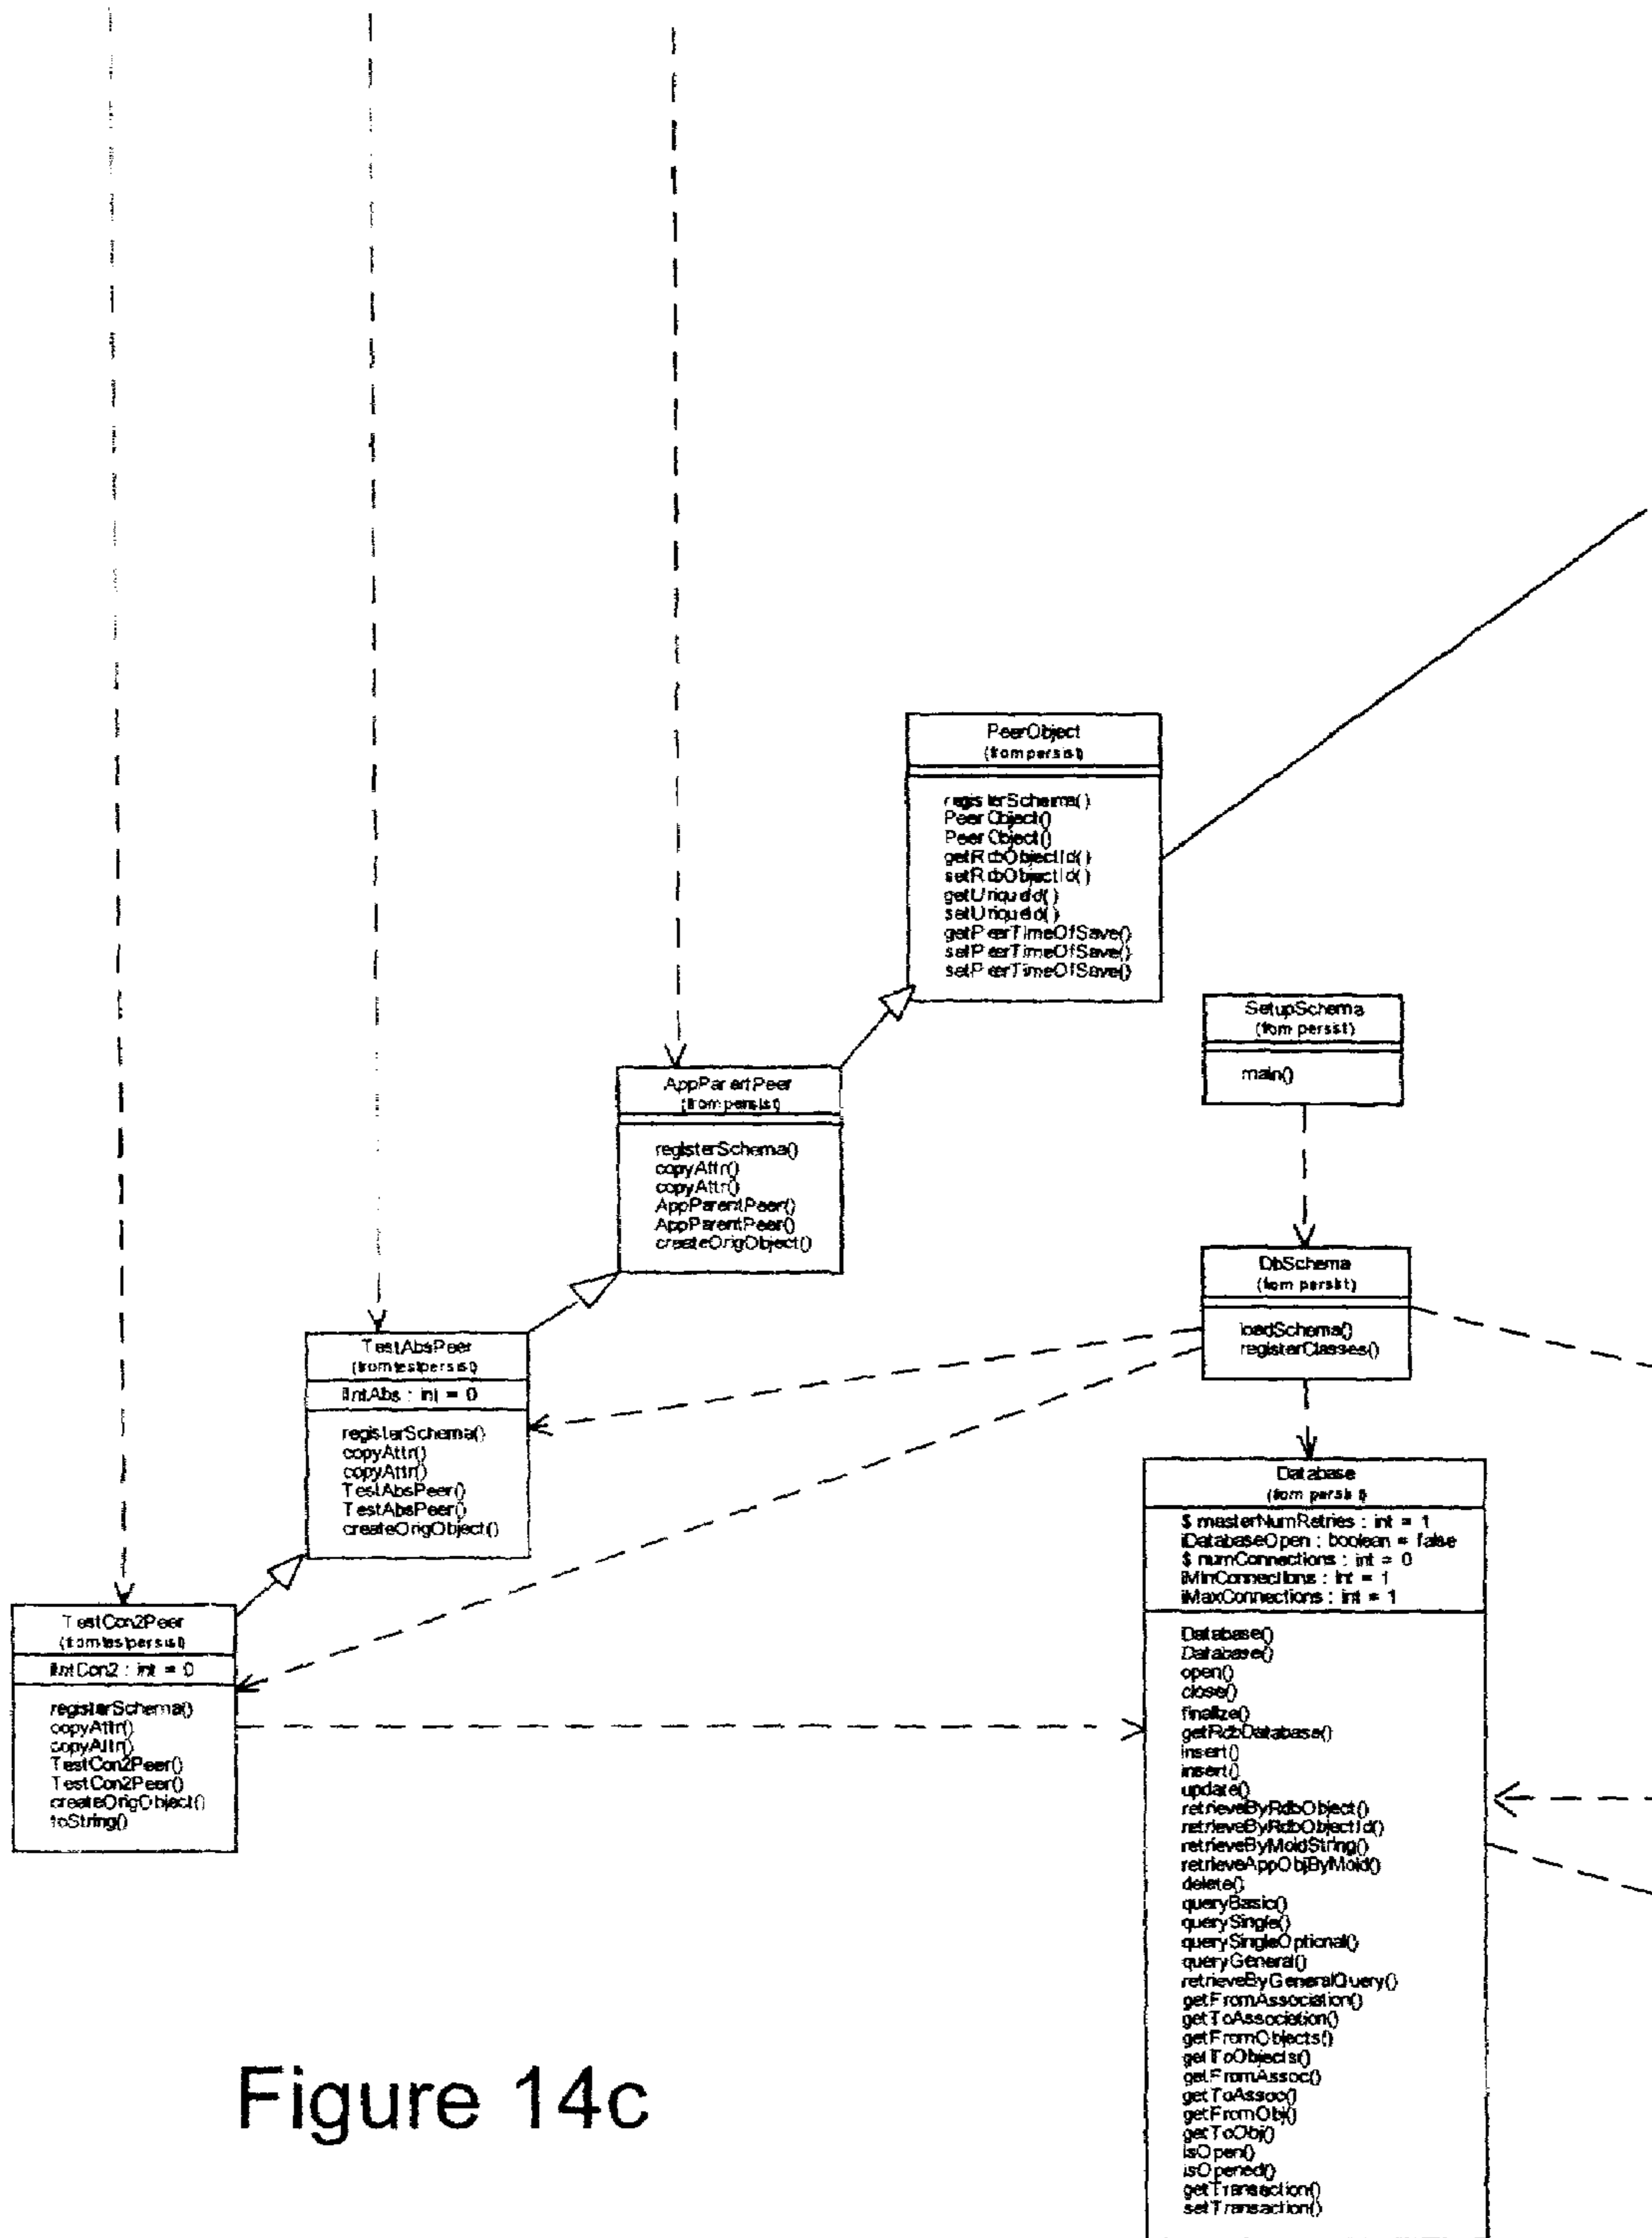 PeerObject
(from persist)
registerSchema()
PeerObject()
PeerObject()
getRdbObjectId()
setRdbObjectId()
getUniqueId()
setUniqueId()
getPeerTimeOfSave()
setPeerTimeOfSave()
setPeerTimeOfSave()
SetupSchema
(from persist)
main()
AppParentPeer
(from persist)
registerSchema()
copyAttr()
copyAttr()
AppParentPeer()
AppParentPeer()
createOrigObject()
DbSchema
(from persist)
loadSchema()
registerClasses()
TestAbsPeer
(from testpersist)
iIntAbs : int = 0
registerSchema()
copyAttr()
copyAttr()
TestAbsPeer()
TestAbsPeer()
createOrigObject()
TestCon2Peer
(from testpersist)
iIntCon2 : int = 0
registerSchema()
copyAttr()
copyAttr()
TestCon2Peer()
TestCon2Peer()
createOrigObject()
toString()
Database
(from persist)
$ masterNumRetries : int = 1
iDatabaseOpen : boolean = false
$ numConnections : int = 0
iMinConnections : int = 1
iMaxConnections : int = 1
Database()
Database()
open()
close()
finalize()
getRdbDatabase()
insert()
insert()
update()
retrieveByRdbObject()
retrieveByRdbObjectId()
retrieveByMoidString()
retrieveAppObjByMoid()
delete()
queryBasic()
querySingle()
querySingleOptional()
queryGeneral()
retrieveByGeneralQuery()
getFromAssociation()
getToAssociation()
getFromObjects()
getToObjects()
getFromAssoc()
getToAssoc()
getFromObj()
getToObj()
isOpen()
isOpened()
getTransaction()
setTransaction()
Figure 14c